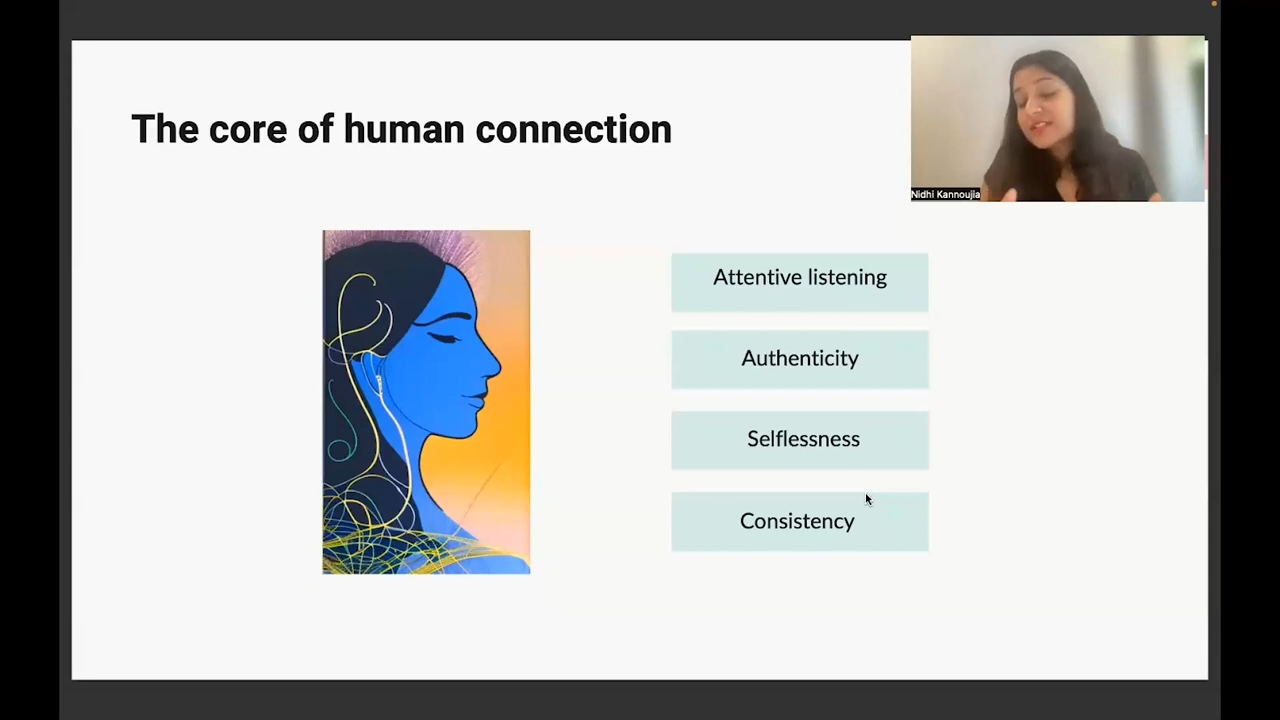 The core of human connection
Nidhi Kannoujia
Attentive listening
Authenticity
Selflessness
Consistency